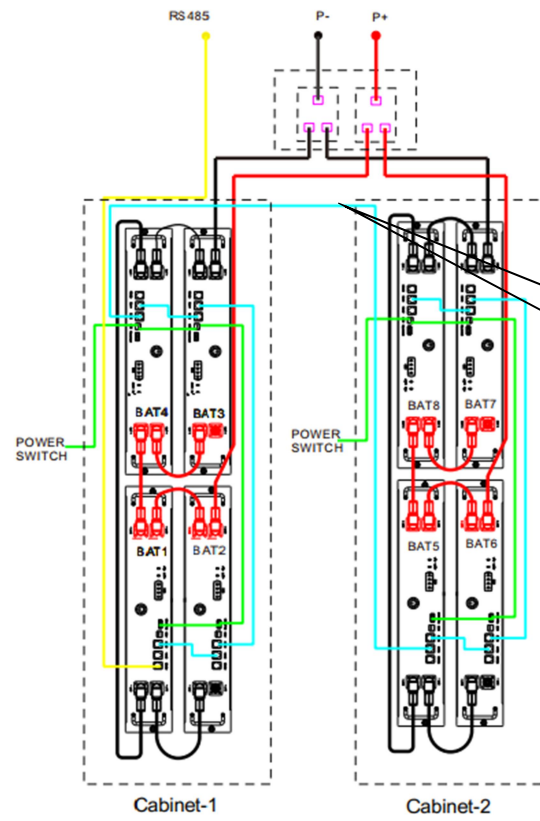 RS485 P- P+
BAT4 BAT3
BAT8 BAT7
POWER
SWITCH
POWER
SWITCH
BAT1 BAT2
BAT5 BAT6
Cabinet-1 Cabinet-2